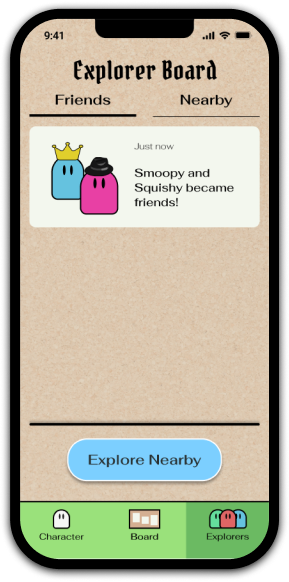 9:41
Explorer Board
Friends
Nearby
Just now
Smoopy and
Squishy became
friends!
Explore Nearby
Character
Board
Explorers